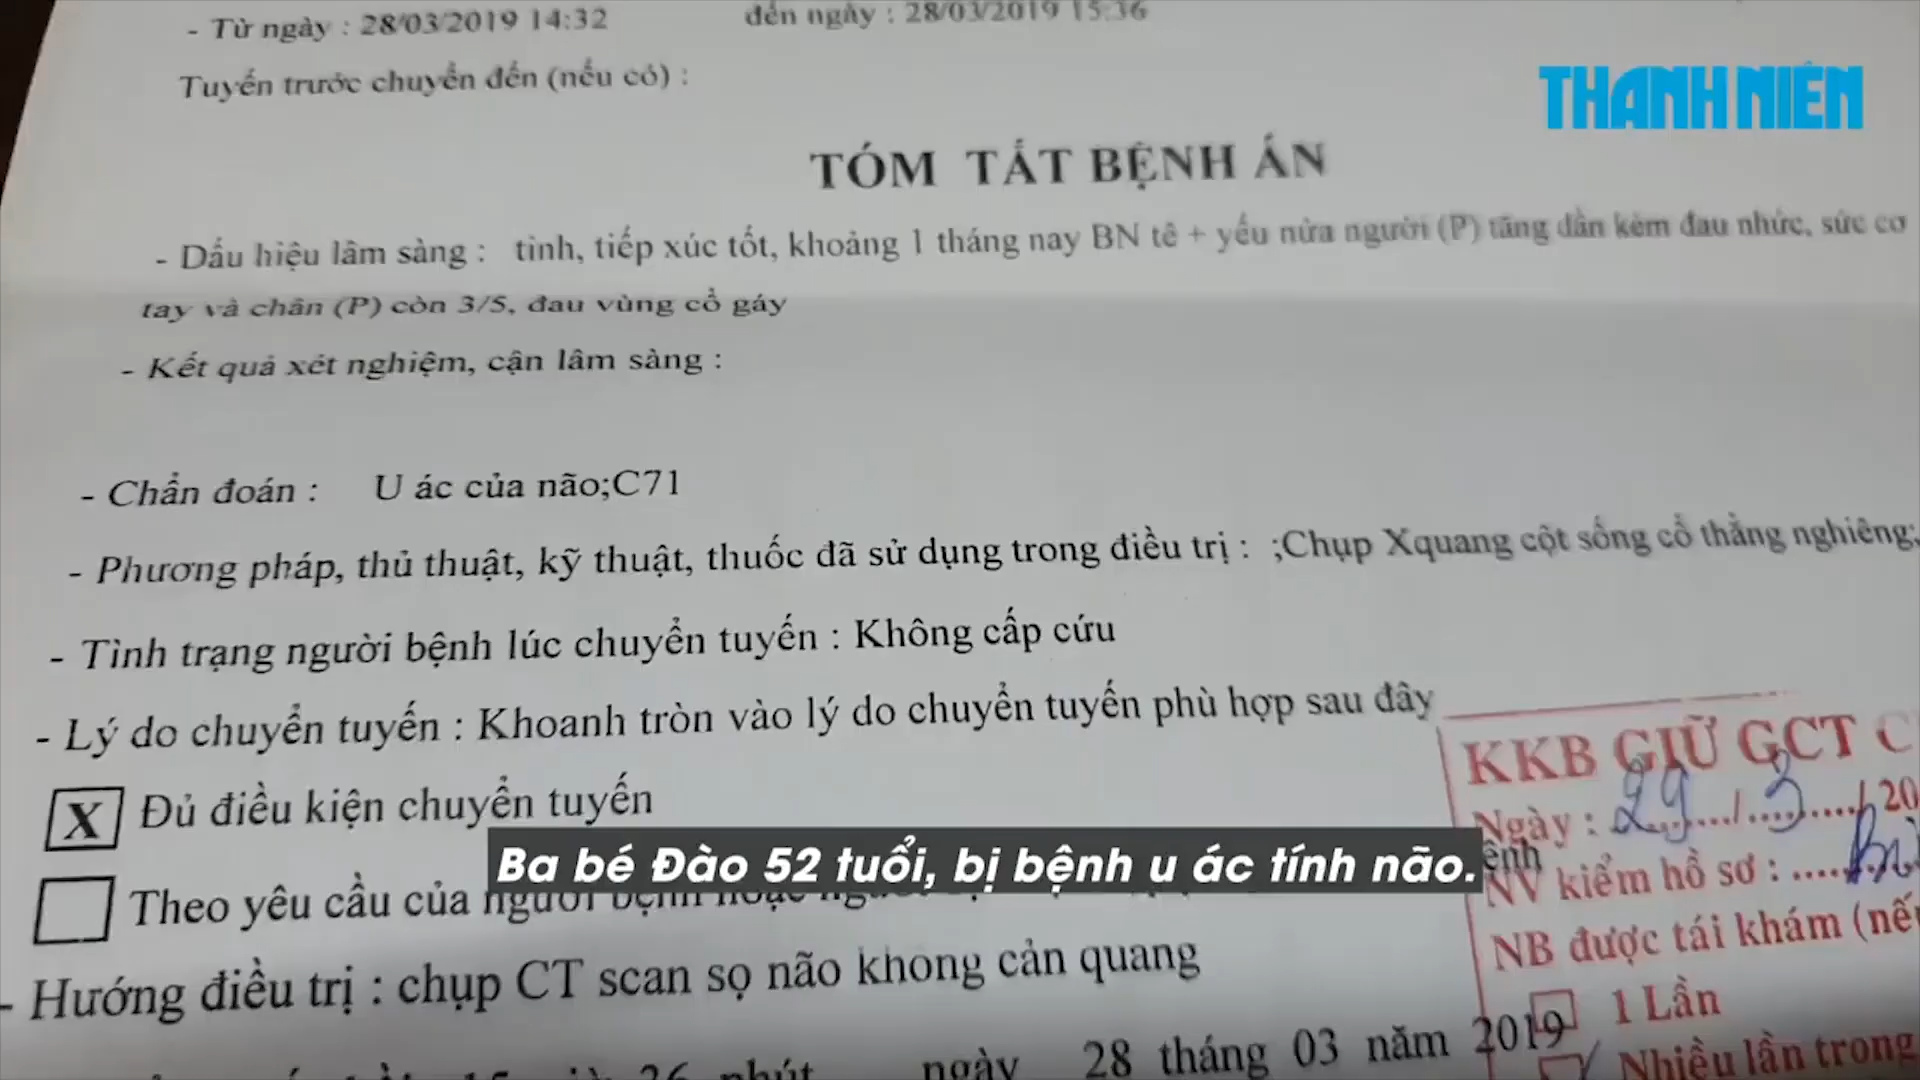 - Từ ngày : 28/03/2019 14:32 đến ngày : 28/03/2019 15:36
Tuyến trước chuyển đến (nếu có) :
THANH NIÊN
TÓM TẮT BỆNH ÁN
- Dấu hiệu lâm sàng : tỉnh, tiếp xúc tốt, khoảng 1 tháng nay BN tê + yếu nửa người (P) tăng dần kèm đau nhức, sức cơ
tay và chân (P) còn 3/5, đau vùng cổ gáy
- Kết quả xét nghiệm, cận lâm sàng :
- Chẩn đoán : U ác của não;C71
- Phương pháp, thủ thuật, kỹ thuật, thuốc đã sử dụng trong điều trị : ;Chụp Xquang cột sống cổ thẳng nghiêng;
- Tình trạng người bệnh lúc chuyển tuyến : Không cấp cứu
- Lý do chuyển tuyến : Khoanh tròn vào lý do chuyển tuyến phù hợp sau đây
X Đủ điều kiện chuyển tuyến
Theo yêu cầu của người bệnh hoặc
Ba bé Đào 52 tuổi, bị bệnh u ác tính não.
- Hướng điều trị : chụp CT scan sọ não không cản quang
ngày 28 tháng 03 năm 2019
KKB GIỮ GCT
Ngày : 29 / 3 / 20
NV kiểm hồ sơ :
NB được tái khám (nế
1 Lần
Nhiều lần trong